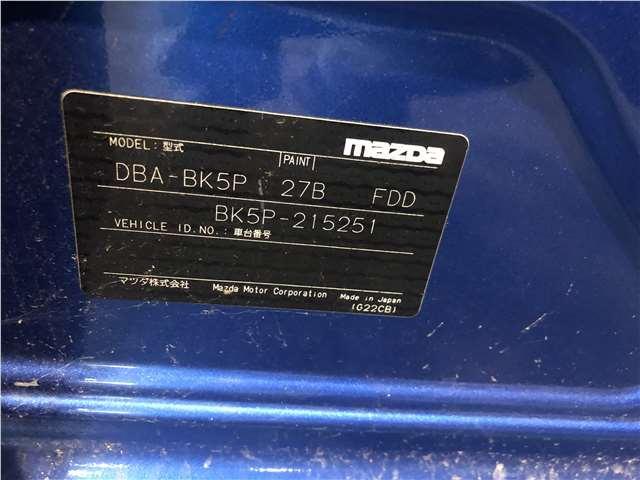 mazda
MODEL: 型式 PAINT
DBA-BK5P 27B FDD
BK5P-215251
VEHICLE ID.NO.: 車台番号
マツダ株式会社 Mazda Motor Corporation Made in Japan
(G22CB)